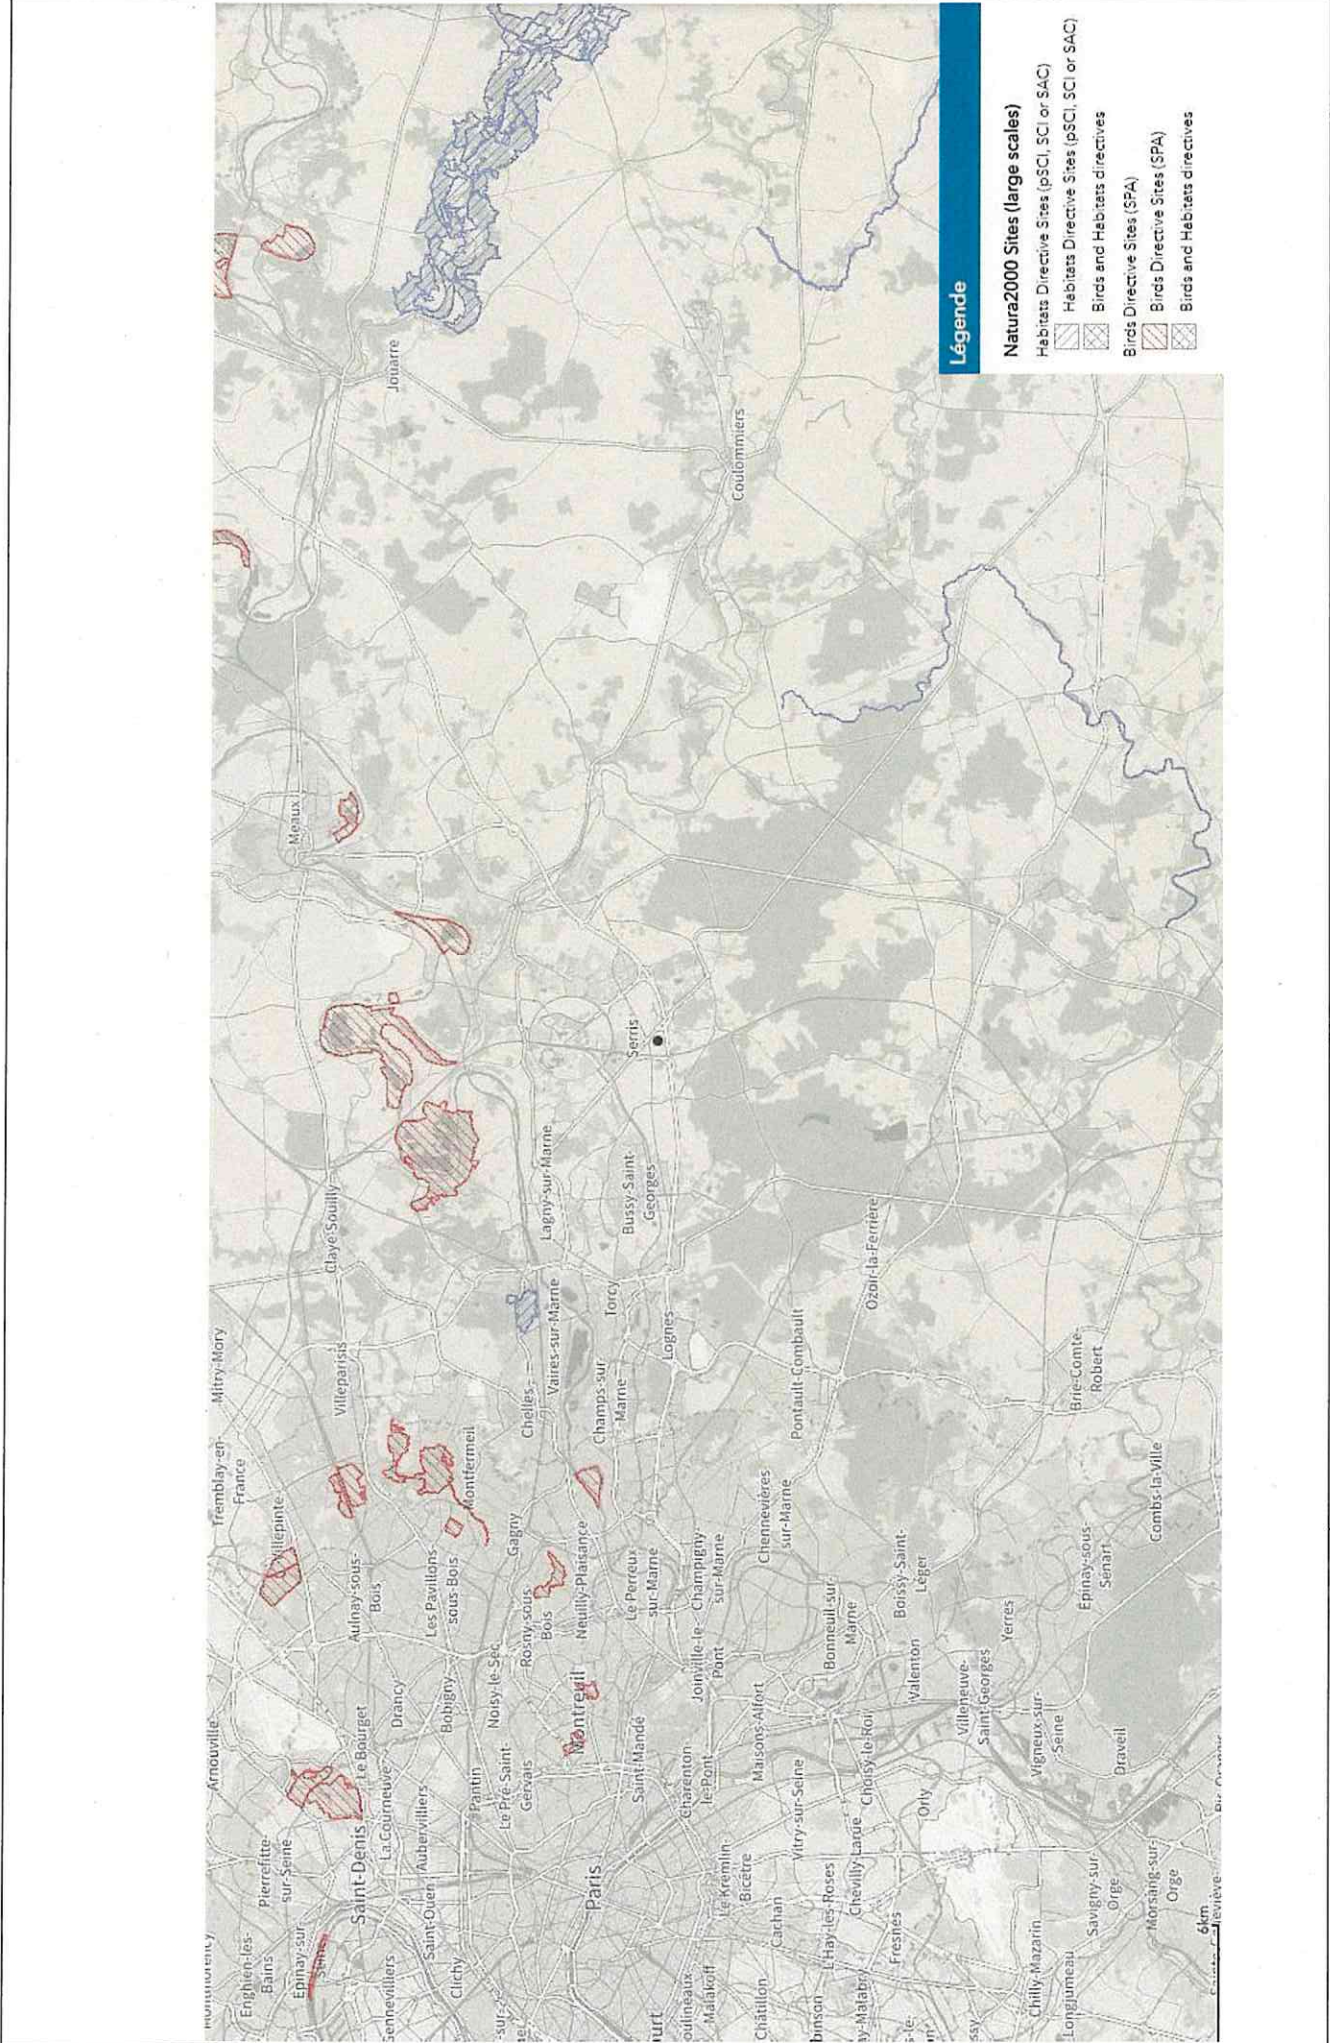 Arnouville
Tremblay-en-
France
Mitry-Mory
Enghien-les-
Bains
Pierrefitte-
sur-Seine
Villepinte
Meaux
Epinay-sur
Seine
Claye-Souilly
Villeparisis
Saint-Denis
Le Bourget
Aulnay-sous-
Bois
La Courneuve
Gennevilliers
Drancy
Jouarre
Aubervilliers
Saint-Ouen
Les Pavillons-
sous-Bois
Bobigny
Clichy
Montfermeil
Pantin
Noisy-le-Sec
Le Pré-Saint-
Gervais
Gagny
Rosny-sous
Bois
Chelles
Vaires-sur-Marne
Lagny-sur-Marne
Montreuil
Neuilly-Plaisance
Paris
Champs-sur-
Marne
Torcy
Saint-Mandé
Le Perreux
sur-Marne
Bussy-Saint-
Georges
Serris
Lognes
Charenton-
le-Pont
Joinville-le-
Pont
Champigny-
sur-Marne
Malakoff
Le Kremlin-
Bicêtre
Coulommiers
Maisons-Alfort
Chennevières
sur-Marne
Châtillon
Cachan
Vitry-sur-Seine
Pontault-Combault
L'Haÿ-les-Roses
Bonneuil-sur-
Marne
Chevilly-Larue
Choisy-le-Roi
Ozoir-la-Ferrière
Fresnes
Orly
Valenton
Boissy-Saint-
Léger
Villeneuve-
Saint-Georges
Yerres
Chilly-Mazarin
Vigneux-sur-
Seine
Longjumeau
Savigny-sur-
Orge
Epinay-sous-
Sénart
Brie-Comte-
Robert
Draveil
Combs-la-Ville
Morsang-sur-
Orge
6km
Légende
Natura2000 Sites (large scales)
Habitats Directive Sites (pSCI, SCI or SAC)
Habitats Directive Sites (pSCI, SCI or SAC)
Birds and Habitats directives
Birds Directive Sites (SPA)
Birds Directive Sites (SPA)
Birds and Habitats directives